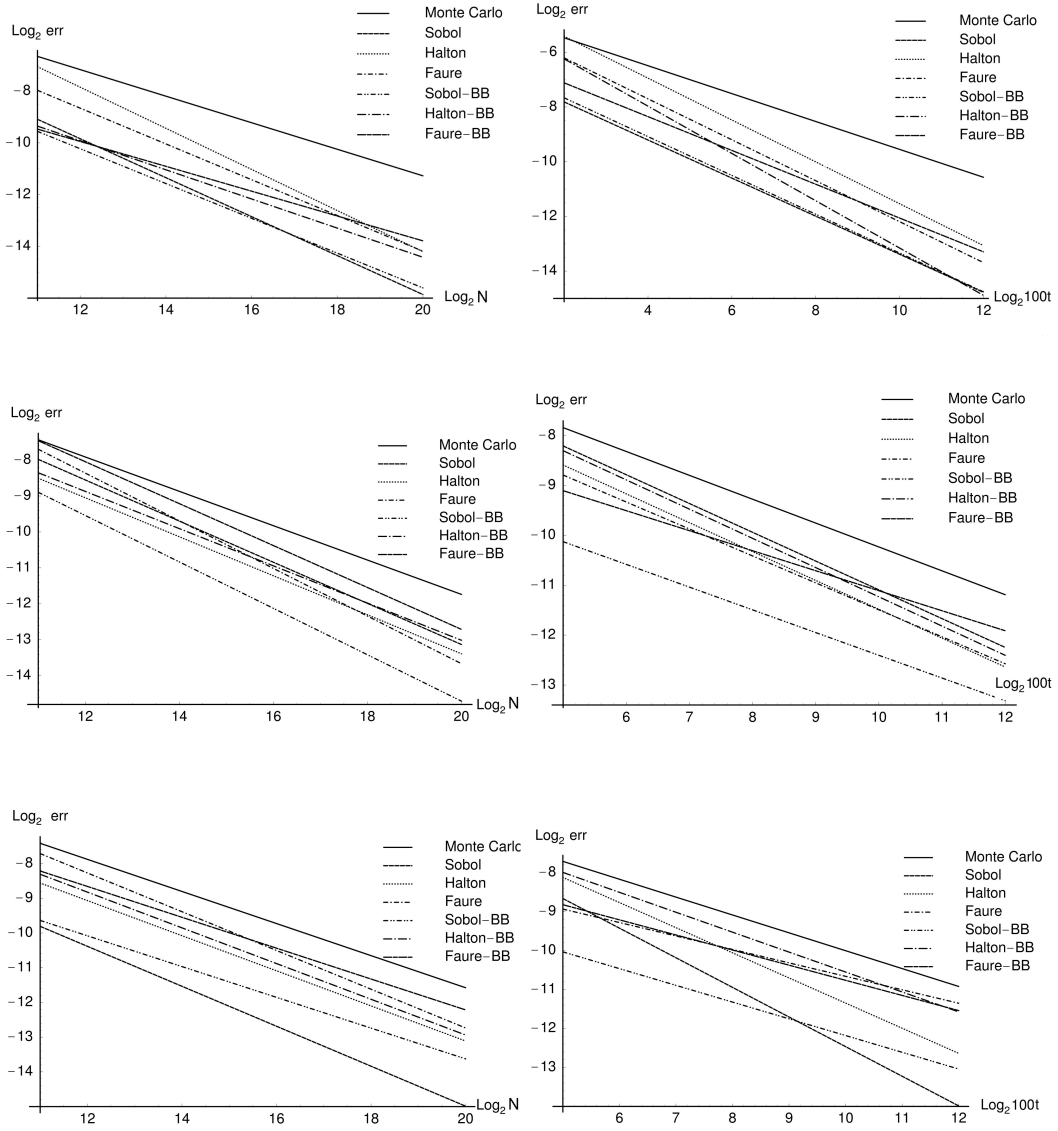 Log2 err
Monte Carlo
Sobol
Halton
Faure
Sobol−BB
Halton−BB
Faure−BB
−8
−10
−12
−14
12
14
16
18
20
Log2 N
Log2 err
Monte Carlo
Sobol
Halton
Faure
Sobol−BB
Halton−BB
Faure−BB
−6
−8
−10
−12
−14
4
6
8
10
12
Log2 100t
Log2 err
Monte Carlo
Sobol
Halton
Faure
Sobol−BB
Halton−BB
Faure−BB
−8
−9
−10
−11
−12
−13
−14
12
14
16
18
20
Log2 N
Log2 err
Monte Carlo
Sobol
Halton
Faure
Sobol−BB
Halton−BB
Faure−BB
−8
−9
−10
−11
−12
−13
6
7
8
9
10
11
12
Log2 100t
Log2 err
Monte Carlo
Sobol
Halton
Faure
Sobol−BB
Halton−BB
Faure−BB
−8
−9
−10
−11
−12
−13
−14
12
14
16
18
20
Log2 N
Log2 err
Monte Carlo
Sobol
Halton
Faure
Sobol−BB
Halton−BB
Faure−BB
−8
−9
−10
−11
−12
−13
6
7
8
9
10
11
12
Log2 100t